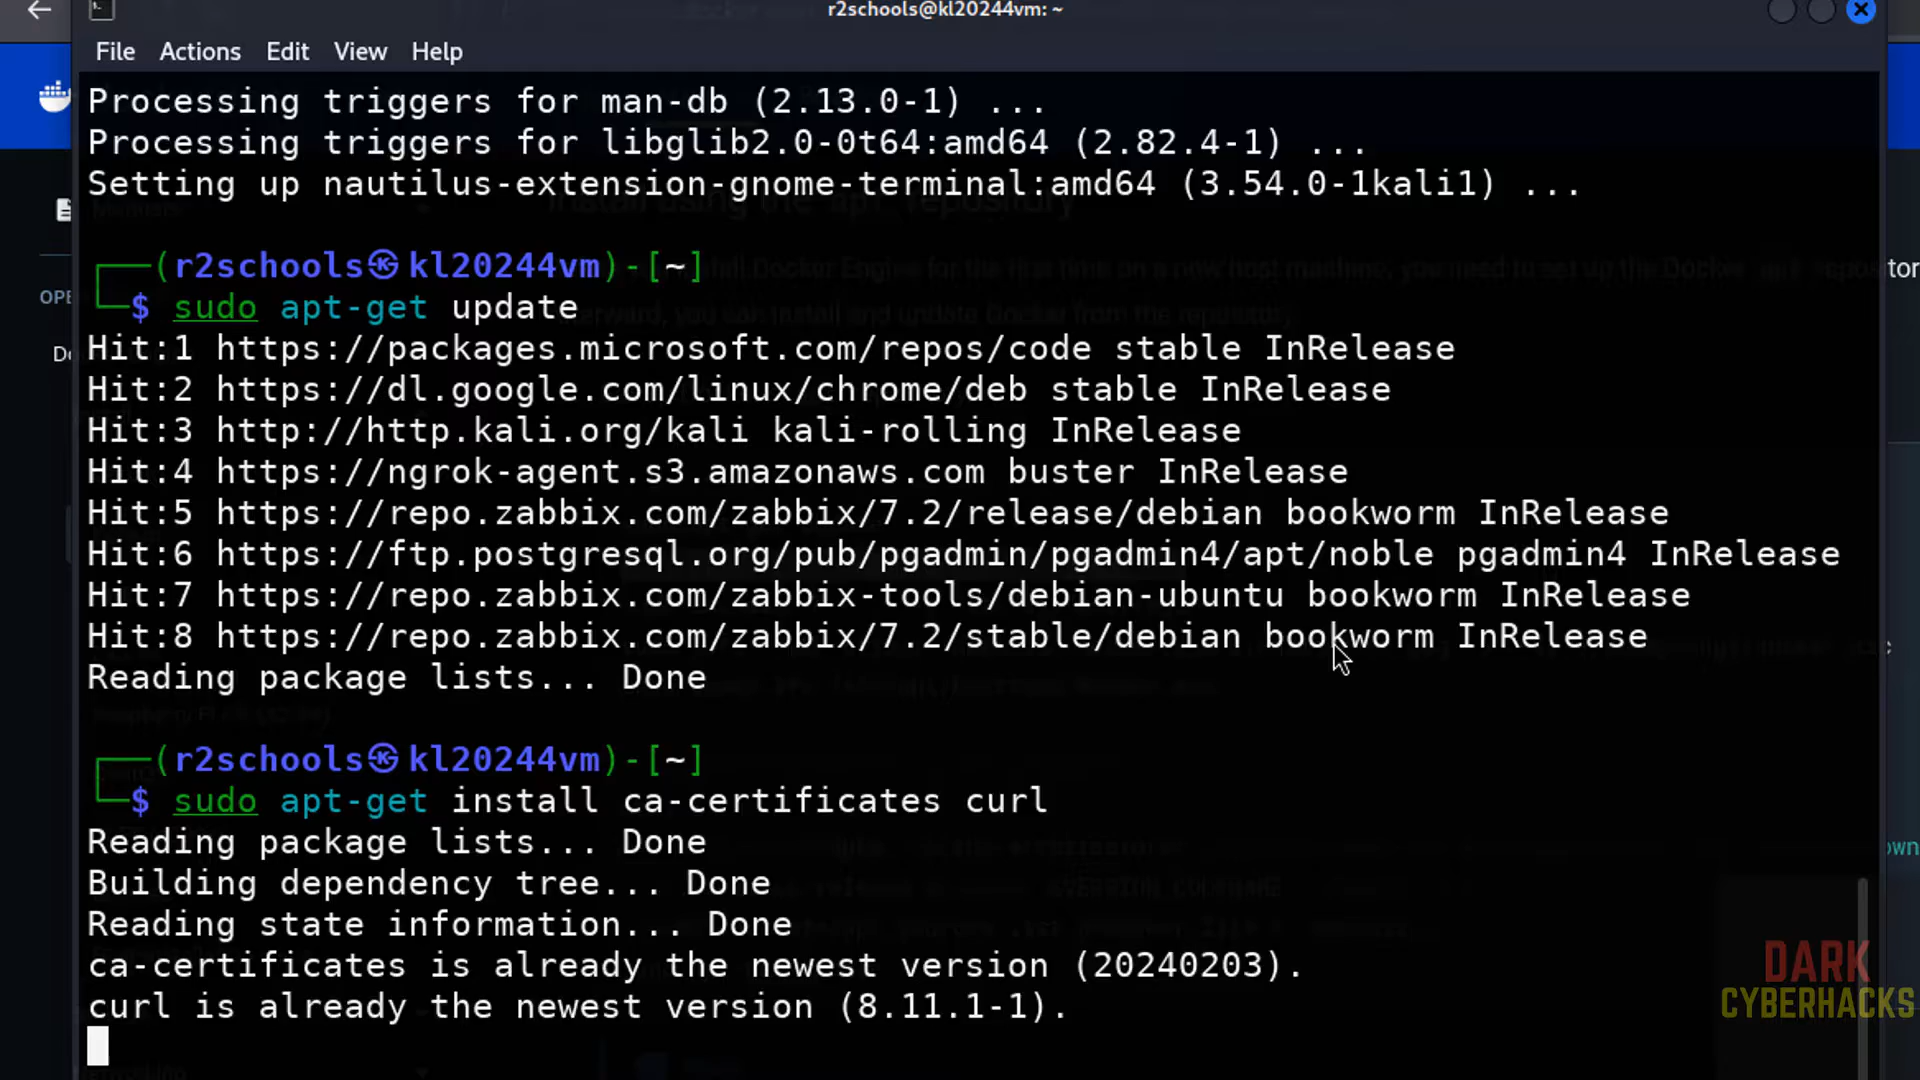 r2schools@kl20244vm: ~
File Actions Edit View Help
Processing triggers for man-db (2.13.0-1) ...
Processing triggers for libglib2.0-0t64:amd64 (2.82.4-1) ...
Setting up nautilus-extension-gnome-terminal:amd64 (3.54.0-1kali1) ...
┌──(r2schools㉿kl20244vm)-[~]
└─$ sudo apt-get update
Hit:1 https://packages.microsoft.com/repos/code stable InRelease
Hit:2 https://dl.google.com/linux/chrome/deb stable InRelease
Hit:3 http://http.kali.org/kali kali-rolling InRelease
Hit:4 https://ngrok-agent.s3.amazonaws.com buster InRelease
Hit:5 https://repo.zabbix.com/zabbix/7.2/release/debian bookworm InRelease
Hit:6 https://ftp.postgresql.org/pub/pgadmin/pgadmin4/apt/noble pgadmin4 InRelease
Hit:7 https://repo.zabbix.com/zabbix-tools/debian-ubuntu bookworm InRelease
Hit:8 https://repo.zabbix.com/zabbix/7.2/stable/debian bookworm InRelease
Reading package lists... Done
┌──(r2schools㉿kl20244vm)-[~]
└─$ sudo apt-get install ca-certificates curl
Reading package lists... Done
Building dependency tree... Done
Reading state information... Done
ca-certificates is already the newest version (20240203).
curl is already the newest version (8.11.1-1).
DARK
CYBERHACKS